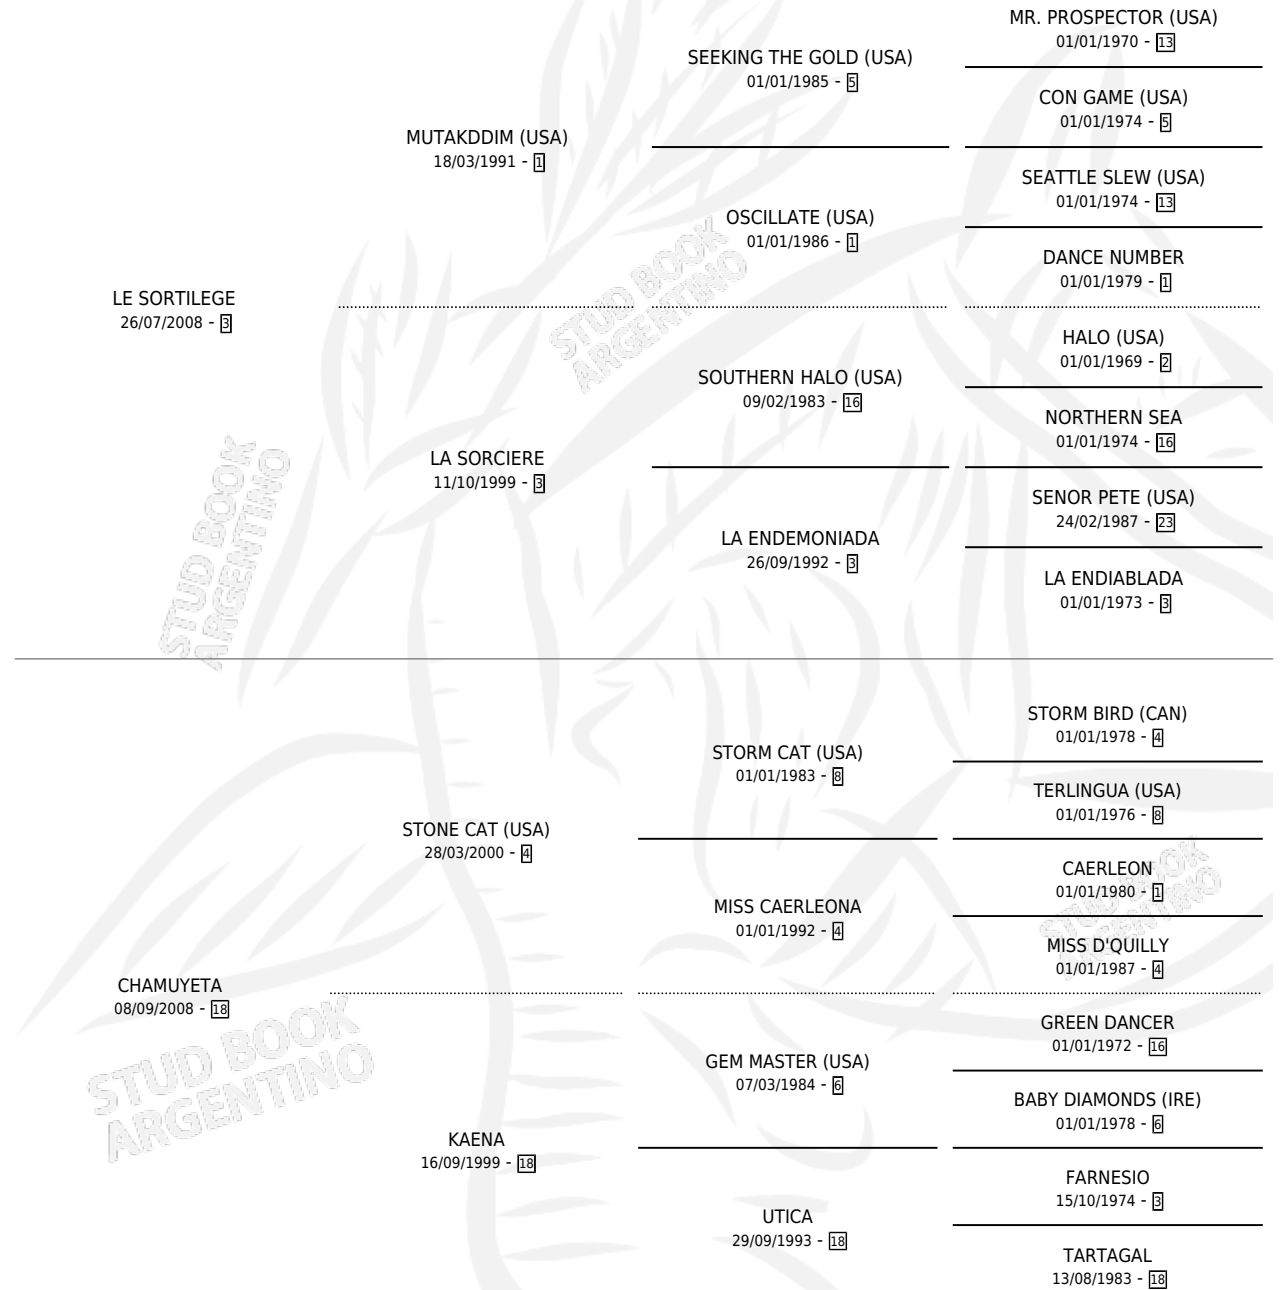 MR. PROSPECTOR (USA)
01/01/1970 - 13
SEEKING THE GOLD (USA)
01/01/1985 - 5
CON GAME (USA)
01/01/1974 - 5
MUTAKDDIM (USA)
18/03/1991 - 1
SEATTLE SLEW (USA)
01/01/1974 - 13
OSCILLATE (USA)
01/01/1986 - 1
DANCE NUMBER
01/01/1979 - 1
LE SORTILEGE
26/07/2008 - 3
HALO (USA)
01/01/1969 - 2
SOUTHERN HALO (USA)
09/02/1983 - 16
NORTHERN SEA
01/01/1974 - 16
LA SORCIERE
11/10/1999 - 3
SENOR PETE (USA)
24/02/1987 - 23
LA ENDEMONIADA
26/09/1992 - 3
LA ENDIABLADA
01/01/1973 - 3
STORM BIRD (CAN)
01/01/1978 - 4
STORM CAT (USA)
01/01/1983 - 8
TERLINGUA (USA)
01/01/1976 - 8
STONE CAT (USA)
28/03/2000 - 4
CAERLEON
01/01/1980 - 1
MISS CAERLEONA
01/01/1992 - 4
MISS D'QUILLY
01/01/1987 - 4
CHAMUYETA
08/09/2008 - 18
GREEN DANCER
01/01/1972 - 16
GEM MASTER (USA)
07/03/1984 - 6
BABY DIAMONDS (IRE)
01/01/1978 - 6
KAENA
16/09/1999 - 18
FARNESIO
15/10/1974 - 3
UTICA
29/09/1993 - 18
TARTAGAL
13/08/1983 - 18
STUD BOOK
ARGENTINO
STUD BOOK
ARGENTINO
STUD BOOK
ARGENTINO
STUD BOOK
ARGENTINO